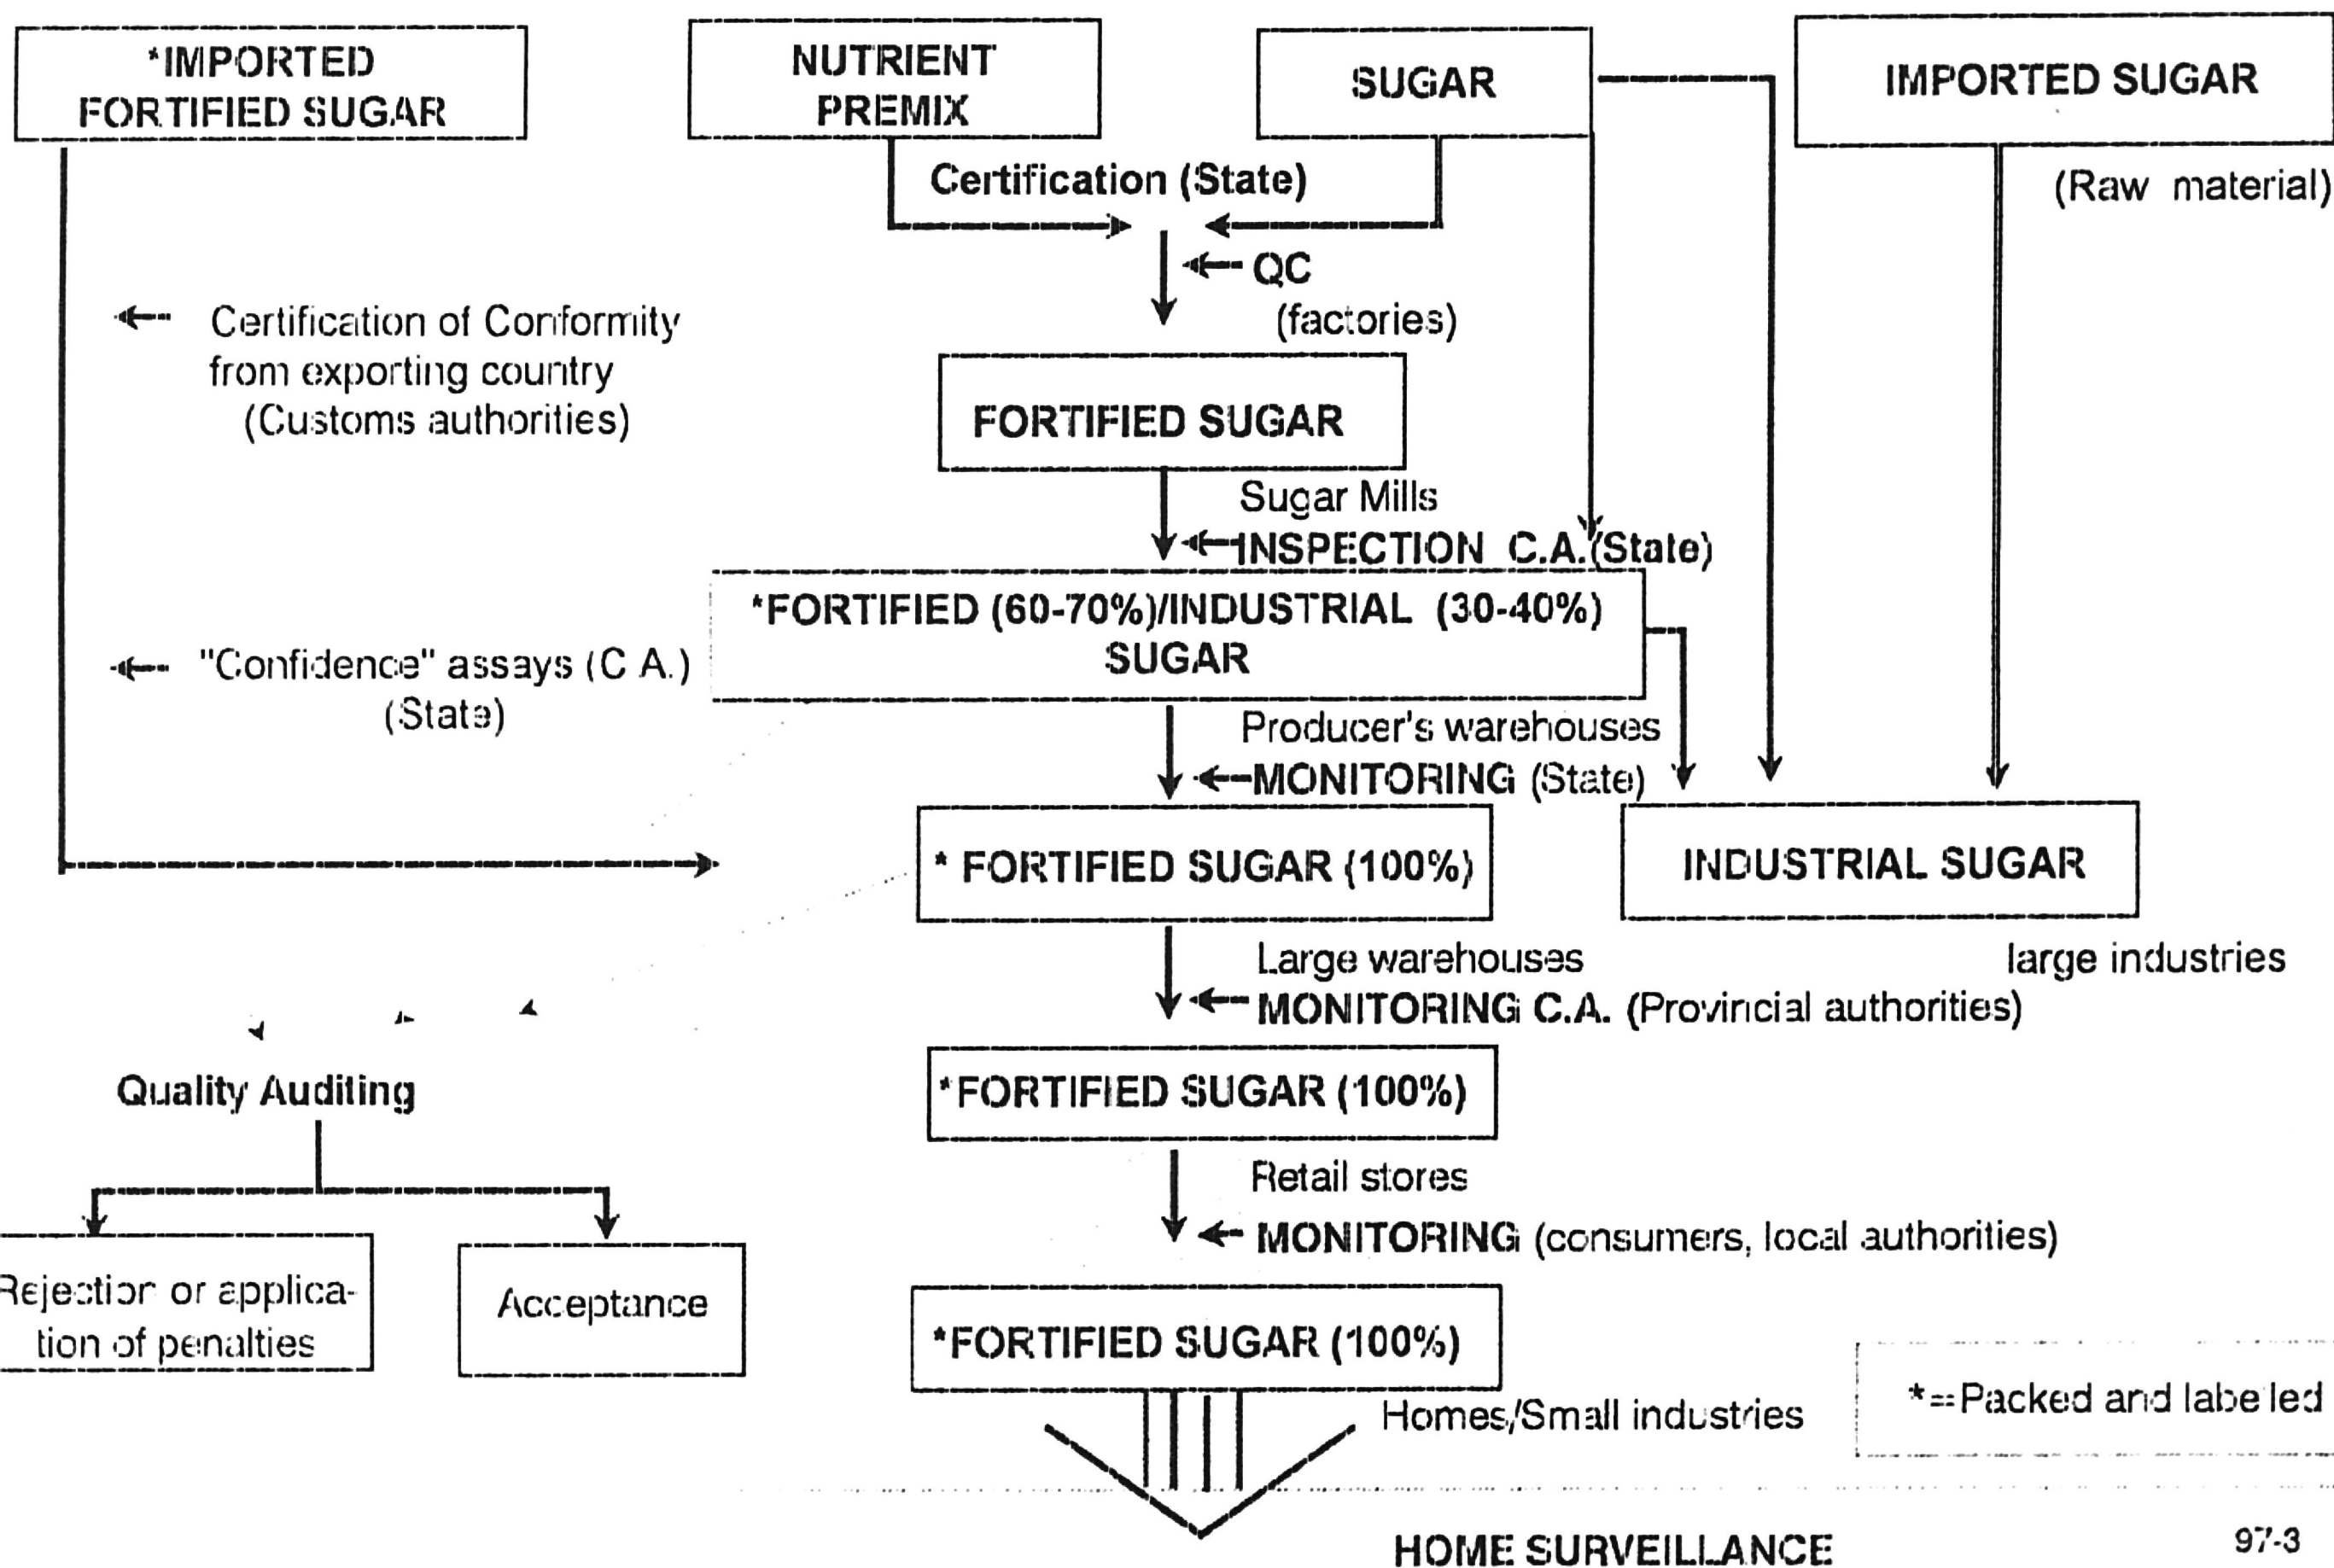 *IMPORTED
FORTIFIED SUGAR
NUTRIENT
PREMIX
SUGAR
IMPORTED SUGAR
(Raw material)
Certification (State)
QC
(factories)
Certification of Conformity
from exporting country
(Customs authorities)
FORTIFIED SUGAR
Sugar Mills
INSPECTION C.A.(State)
*FORTIFIED (60-70%)/INDUSTRIAL (30-40%)
SUGAR
"Confidence" assays (C A.)
(State)
Producer's warehouses
MONITORING (State)
* FORTIFIED SUGAR (100%)
INDUSTRIAL SUGAR
Large warehouses
large industries
MONITORING C.A. (Provincial authorities)
*FORTIFIED SUGAR (100%)
Quality Auditing
Retail stores
MONITORING (consumers, local authorities)
Rejection or applica-
tion of penalties
Acceptance
*FORTIFIED SUGAR (100%)
Homes/Small industries
*=Packed and labeled
HOME SURVEILLANCE
97-3